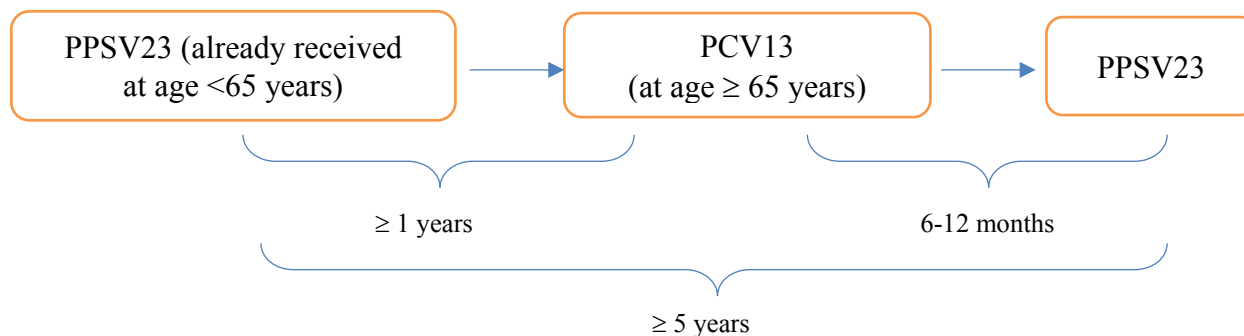 PPSV23 (already received
at age <65 years)
PCV13
(at age ≥ 65 years)
PPSV23
≥ 1 years
6-12 months
≥ 5 years